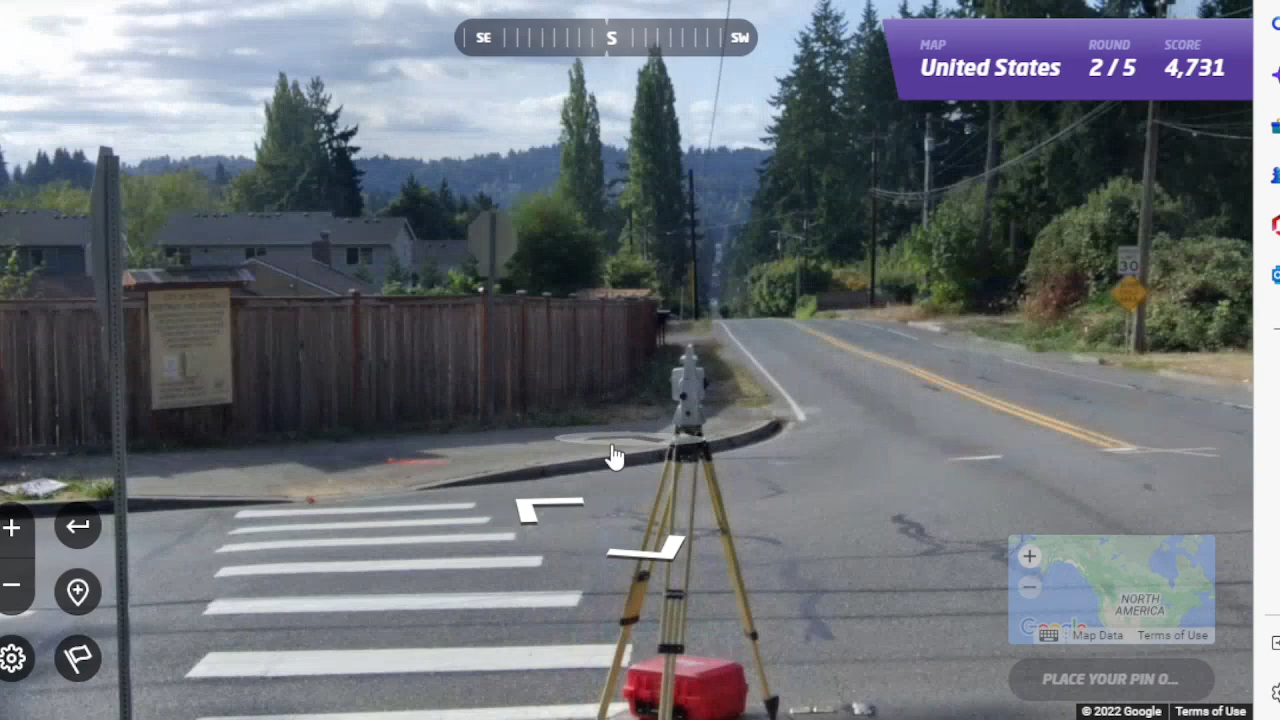 SE S SW
MAP ROUND SCORE
United States 2 / 5 4,731
30
NORTH
AMERICA
Google
Map Data Terms of Use
PLACE YOUR PIN O...
© 2022 Google Terms of Use